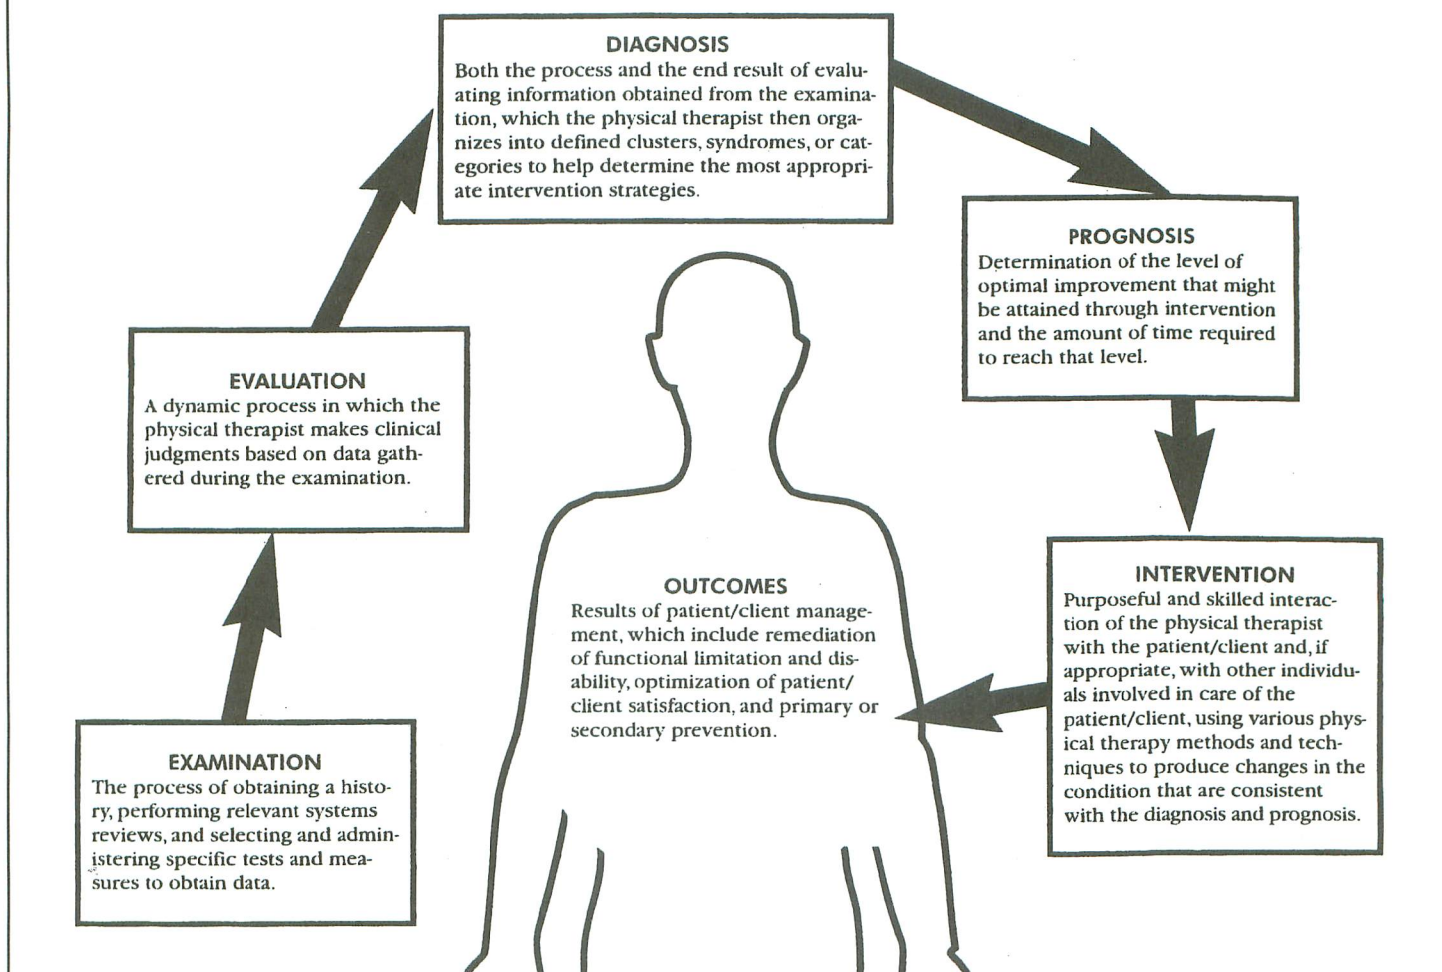 DIAGNOSIS
Both the process and the end result of evalu-
ating information obtained from the examina-
tion, which the physical therapist then orga-
nizes into defined clusters, syndromes, or cat-
egories to help determine the most appropri-
ate intervention strategies.
PROGNOSIS
Determination of the level of
optimal improvement that might
be attained through intervention
and the amount of time required
to reach that level.
EVALUATION
A dynamic process in which the
physical therapist makes clinical
judgments based on data gath-
ered during the examination.
OUTCOMES
Results of patient/client manage-
ment, which include remediation
of functional limitation and dis-
ability, optimization of patient/
client satisfaction, and primary or
secondary prevention.
INTERVENTION
Purposeful and skilled interac-
tion of the physical therapist
with the patient/client and, if
appropriate, with other individu-
als involved in care of the
patient/client, using various phys-
ical therapy methods and tech-
niques to produce changes in the
condition that are consistent
with the diagnosis and prognosis.
EXAMINATION
The process of obtaining a histo-
ry, performing relevant systems
reviews, and selecting and admin-
istering specific tests and mea-
sures to obtain data.